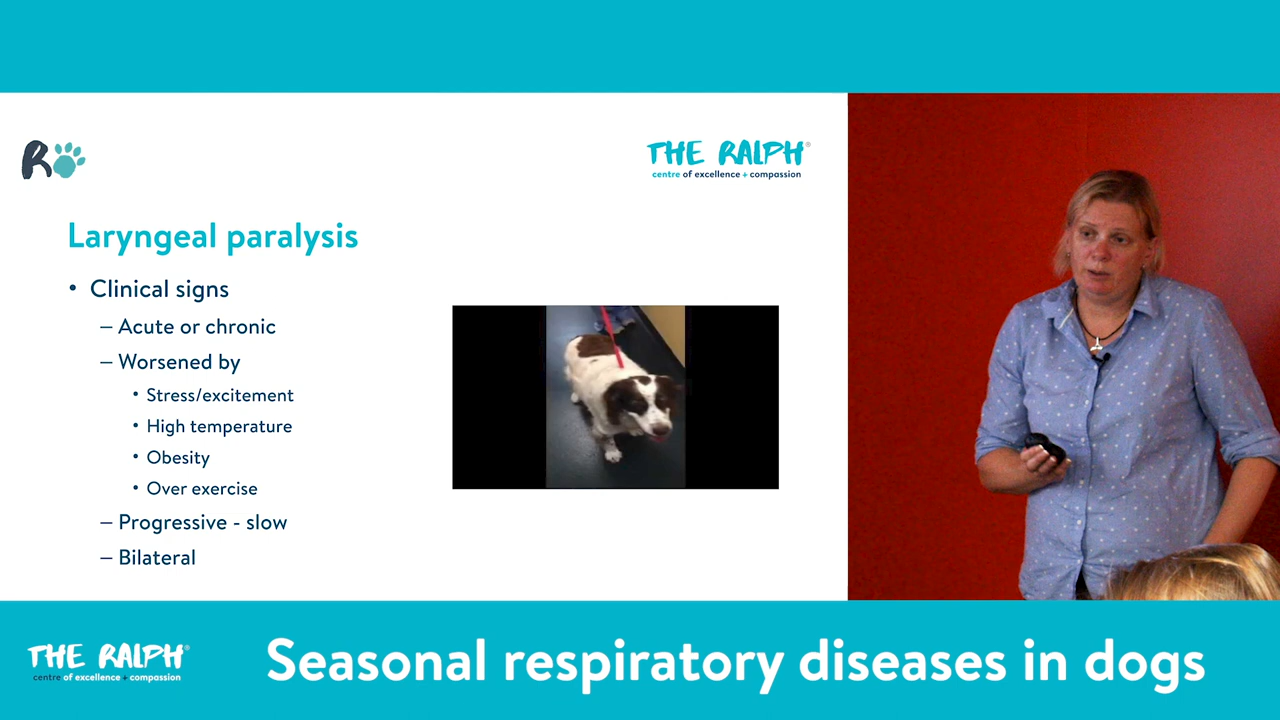 R
THE RALPH®
centre of excellence + compassion
Laryngeal paralysis
• Clinical signs
– Acute or chronic
– Worsened by
• Stress/excitement
• High temperature
• Obesity
• Over exercise
– Progressive - slow
– Bilateral
THE RALPH®
centre of excellence + compassion
Seasonal respiratory diseases in dogs